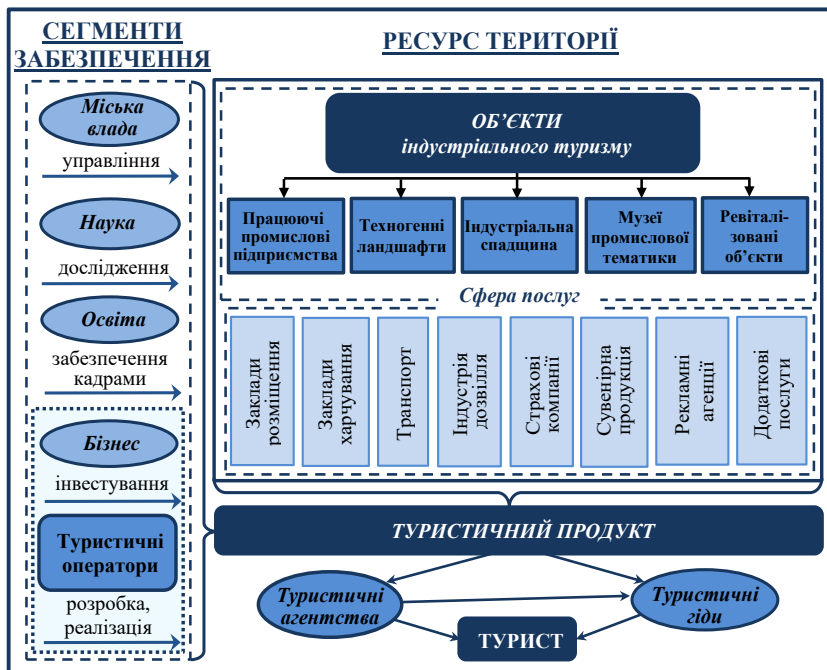 СЕГМЕНТИ
ЗАБЕЗПЕЧЕННЯ
Міська
влада
управління
Наука
дослідження
Освіта
забезпечення
кадрами
Бізнес
інвестування
Туристичні
оператори
розробка,
реалізація
РЕСУРС ТЕРИТОРІЇ
ОБ’ЄКТИ
індустріального туризму
Працюючі
промислові
підприємства
Техногенні
ландшафти
Індустріальна
спадщина
Музеї
промислової
тематики
Ревіталі-
зовані
об’єкти
Сфера послуг
Заклади
розміщення
Заклади
харчування
Транспорт
Індустрія
дозвілля
Страхові
компанії
Сувенірна
продукція
Рекламні
агенції
Додаткові
послуги
ТУРИСТИЧНИЙ ПРОДУКТ
Туристичні
агентства
Туристичні
гіди
ТУРИСТ